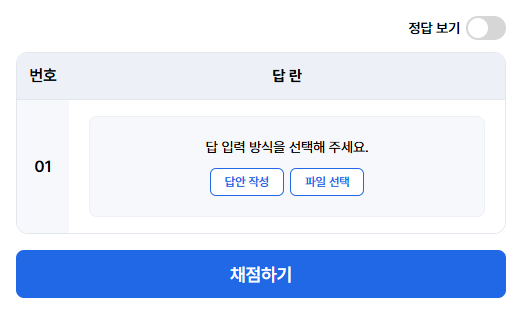 정답 보기
번호 답 란
01
답 입력 방식을 선택해 주세요.
답안 작성 파일 선택
채점하기